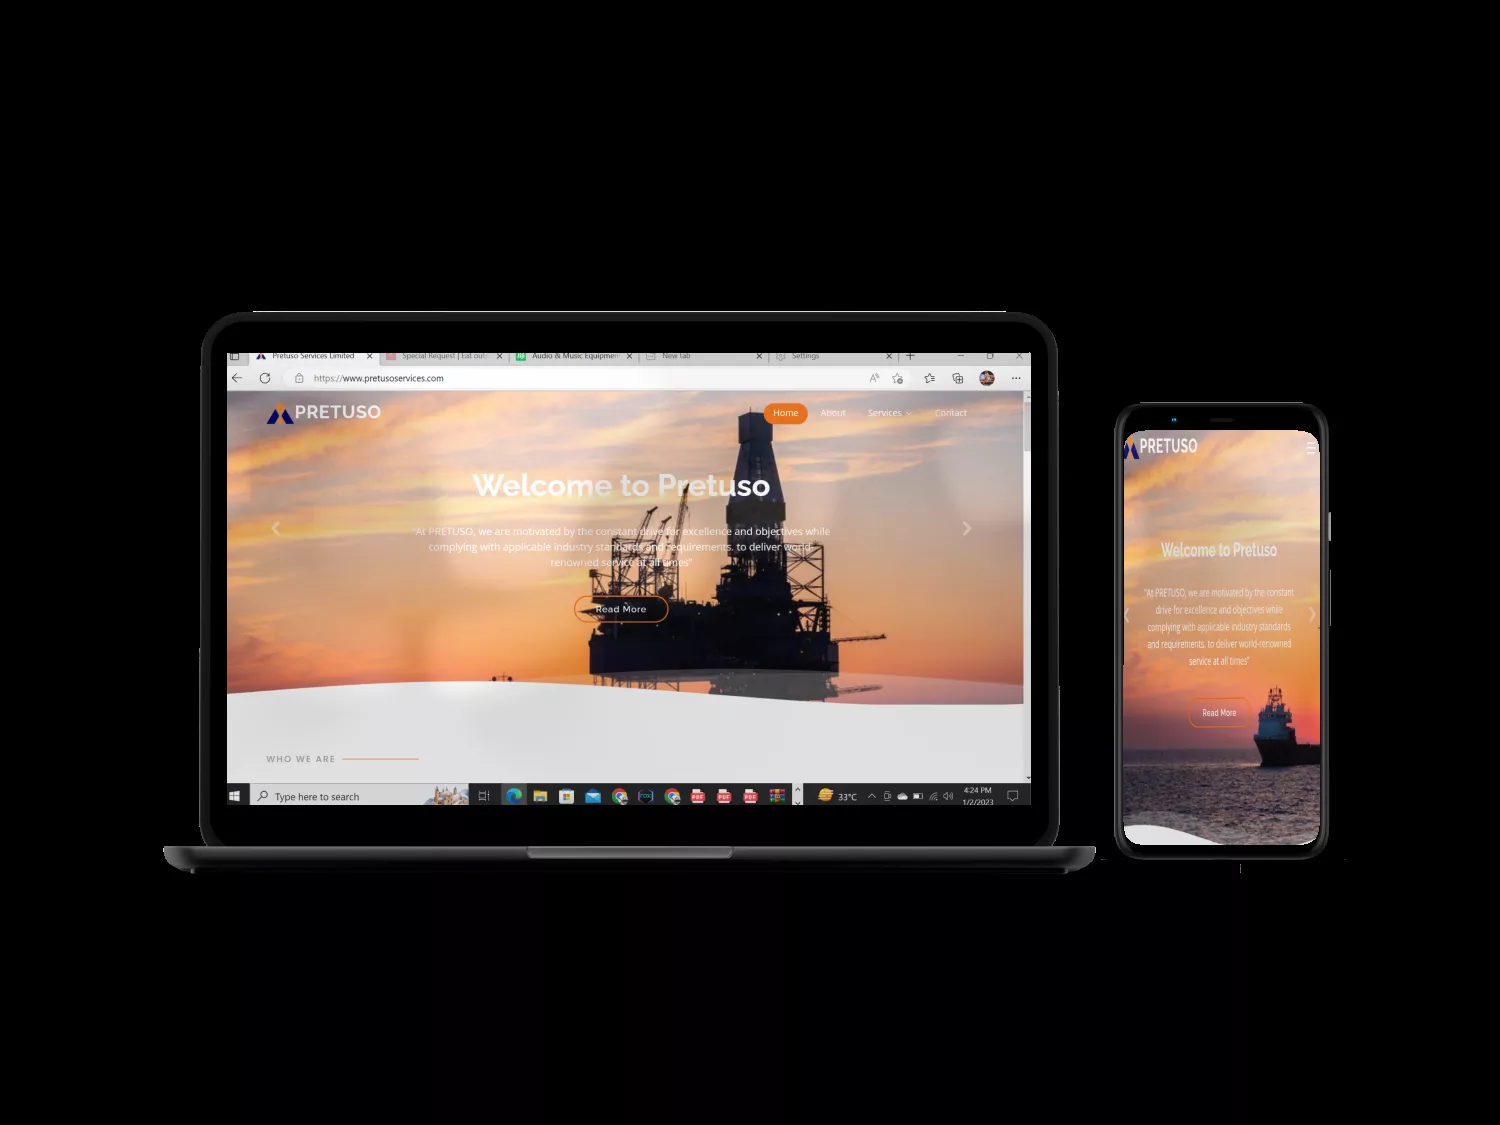 Pretuso Services Limited
Special Request | Eat out
Audio & Music Equipmen
New tab
Settings
https://www.pretusoservices.com
PRETUSO
Home About Services Contact
Welcome to Pretuso
"At PRETUSO, we are motivated by the constant drive for excellence and objectives while
complying with applicable industry standards and requirements. to deliver world-
renowned service at all times"
Read More
WHO WE ARE
Type here to search
33°C
4:24 PM
1/2/2023
PRETUSO
Welcome to Pretuso
"At PRETUSO, we are motivated by the constant
drive for excellence and objectives while
complying with applicable industry standards
and requirements. to deliver world-renowned
service at all times"
Read More